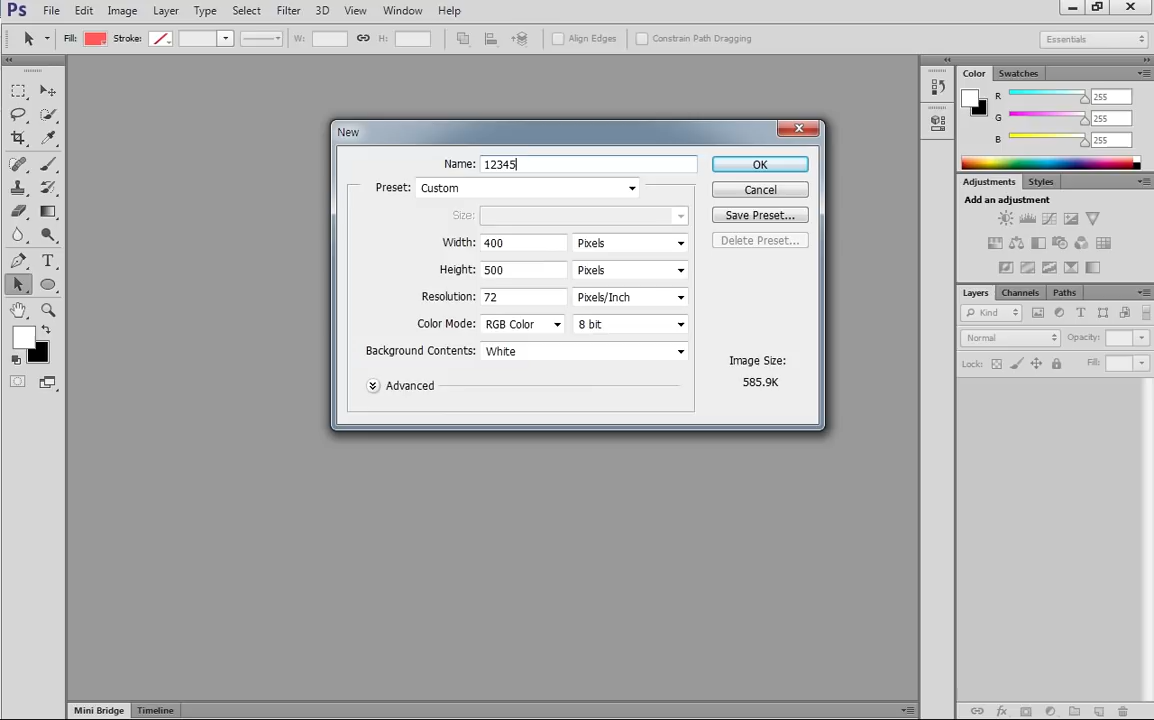 Ps File Edit Image Layer Type Select Filter 3D View Window Help
Fill: Stroke: W: H: Align Edges Constrain Path Dragging Essentials
Color Swatches
R 255
G 255
B 255
Adjustments Styles
Add an adjustment
Layers Channels Paths
Kind
Normal Opacity:
Lock: Fill:
New
Name: 12345
OK
Preset: Custom
Cancel
Size:
Save Preset...
Width: 400 Pixels
Delete Preset...
Height: 500 Pixels
Resolution: 72 Pixels/Inch
Color Mode: RGB Color 8 bit
Background Contents: White
Image Size:
585.9K
Advanced
Mini Bridge Timeline